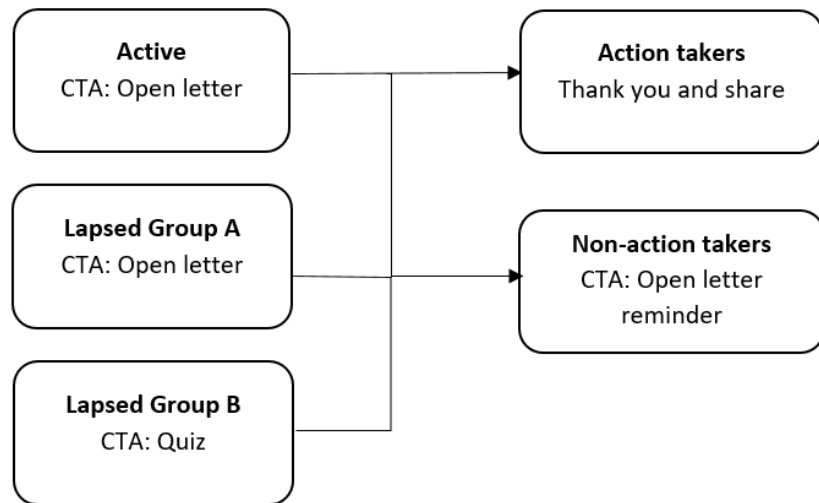 Active
CTA: Open letter
Action takers
Thank you and share
Lapsed Group A
CTA: Open letter
Non-action takers
CTA: Open letter
reminder
Lapsed Group B
CTA: Quiz